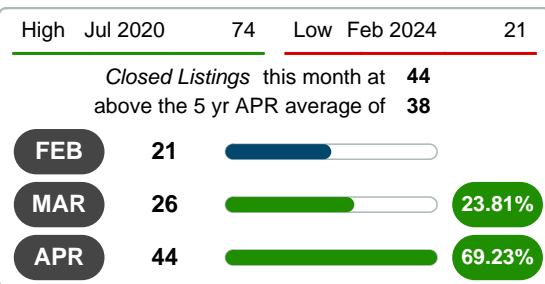 High Jul 2020 74 Low Feb 2024 21
Closed Listings this month at 44
above the 5 yr APR average of 38
FEB 21
MAR 26 23.81%
APR 44 69.23%